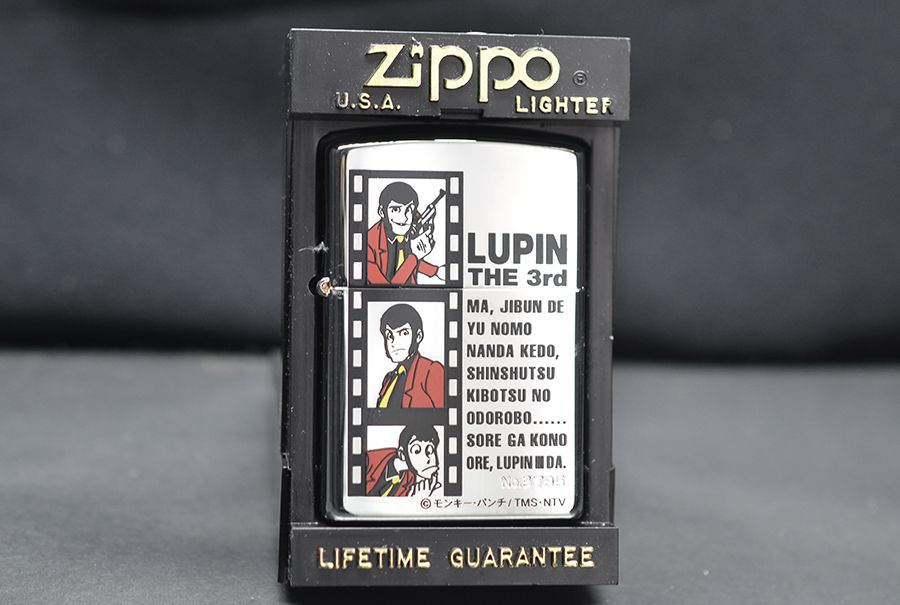 zippo ®
U.S.A. LIGHTER
LUPIN
THE 3rd
MA, JIBUN DE
YU NOMO
NANDA KEDO,
SHINSHUTSU
KIBOTSU NO
ODOROBO......
SORE GA KONO
ORE, LUPIN III DA.
©モンキー・パンチ/TMS・NTV
LIFETIME GUARANTEE